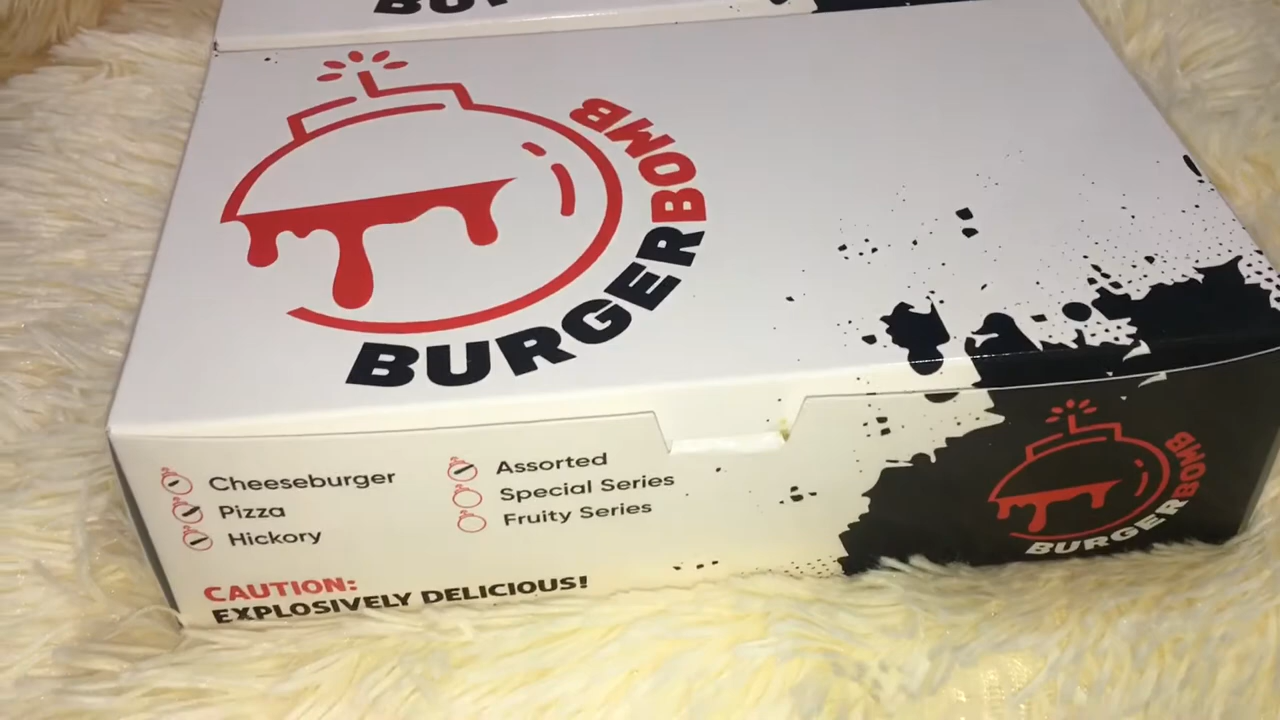 BURGERBOMB
Cheeseburger
Pizza
Hickory
Assorted
Special Series
Fruity Series
CAUTION:
EXPLOSIVELY DELICIOUS!
BURGERBOMB